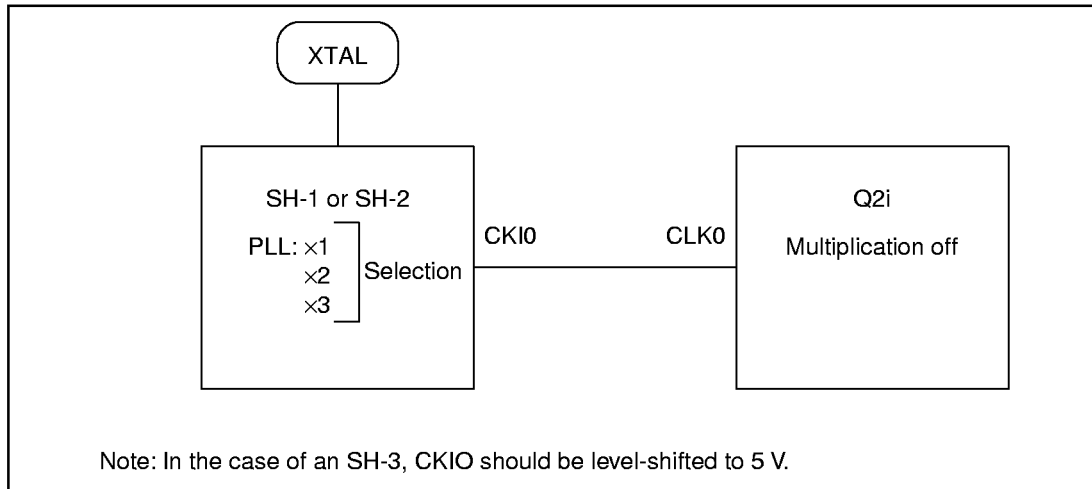 XTAL
SH-1 or SH-2
PLL: ×1
×2
×3
Selection
CKI0
CLK0
Q2i
Multiplication off
Note: In the case of an SH-3, CKIO should be level-shifted to 5 V.